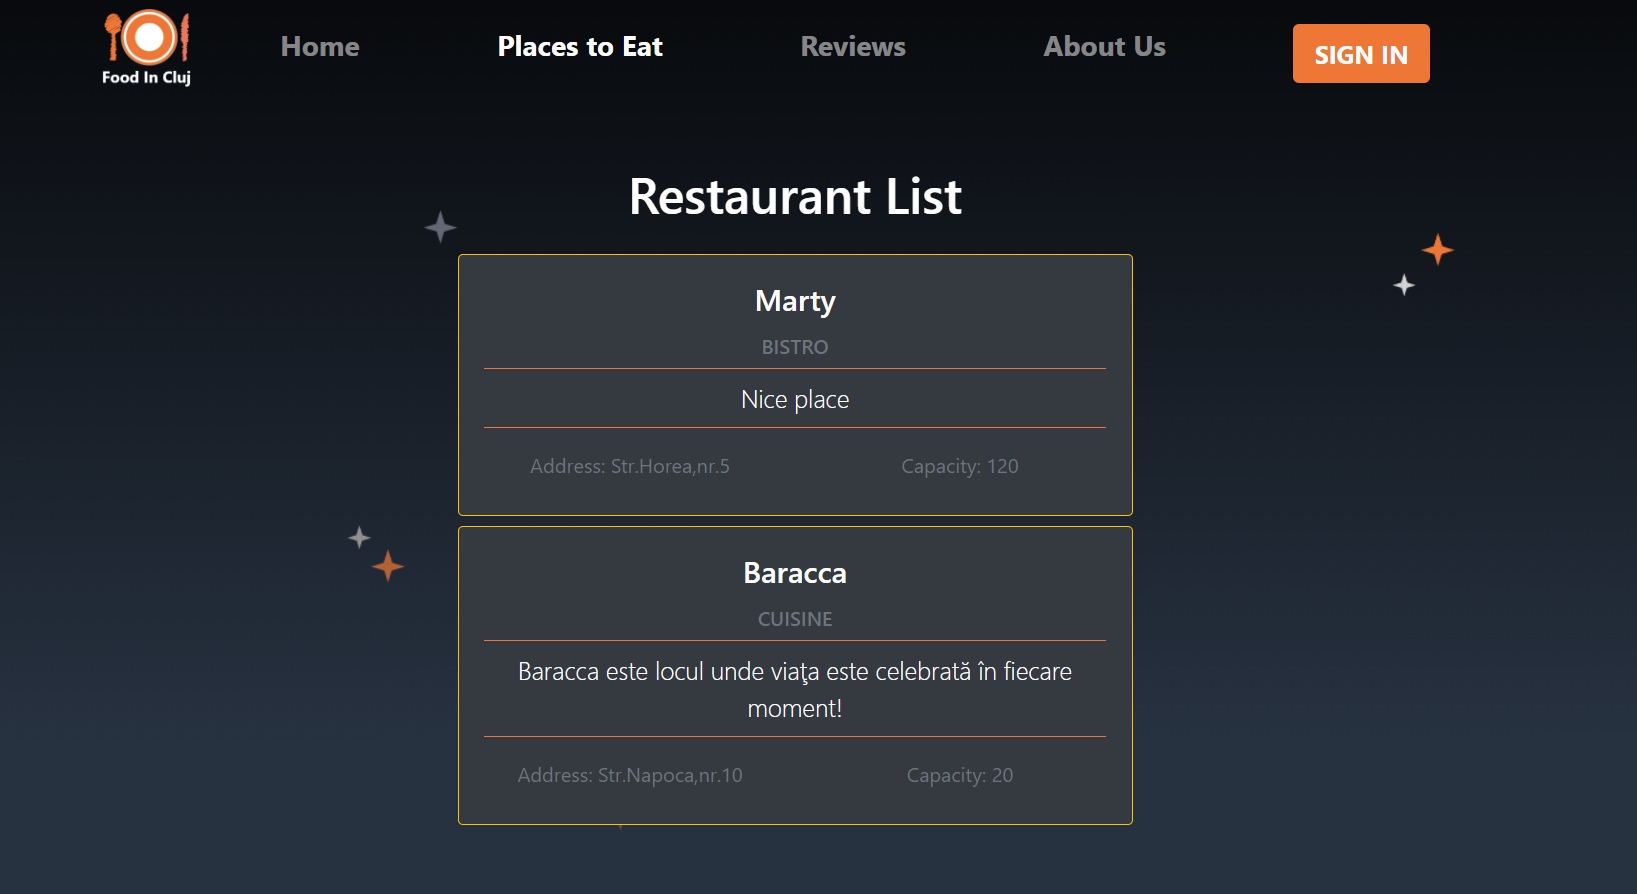 Food In Cluj
Home
Places to Eat
Reviews
About Us
SIGN IN
Restaurant List
Marty
BISTRO
Nice place
Address: Str.Horea,nr.5
Capacity: 120
Baracca
CUISINE
Baracca este locul unde viaţa este celebrată în fiecare
moment!
Address: Str.Napoca,nr.10
Capacity: 20